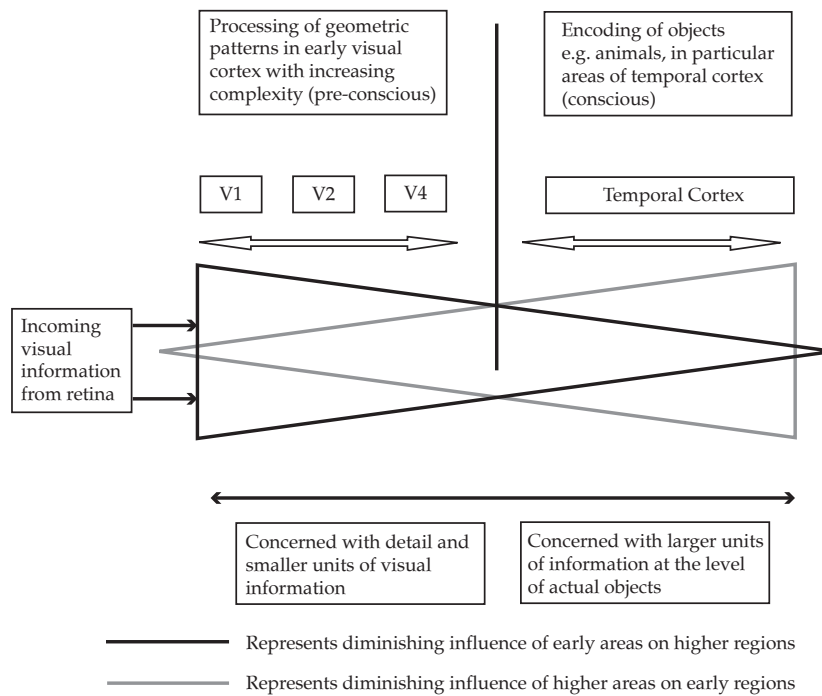 Processing of geometric
patterns in early visual
cortex with increasing
complexity (pre-conscious)
Encoding of objects
e.g. animals, in particular
areas of temporal cortex
(conscious)
V1
V2
V4
Temporal Cortex
Incoming
visual
information
from retina
Concerned with detail and
smaller units of visual
information
Concerned with larger units
of information at the level
of actual objects
Represents diminishing influence of early areas on higher regions
Represents diminishing influence of higher areas on early regions